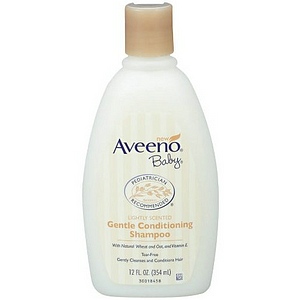 new
Aveeno
Baby
PEDIATRICIAN
RECOMMENDED
LIGHTLY SCENTED
Gentle Conditioning
Shampoo
With Natural Wheat and Oat, and Vitamin E
Tear-Free
Gently Cleanses and Conditions Hair
12 FL. OZ. (354 mL)